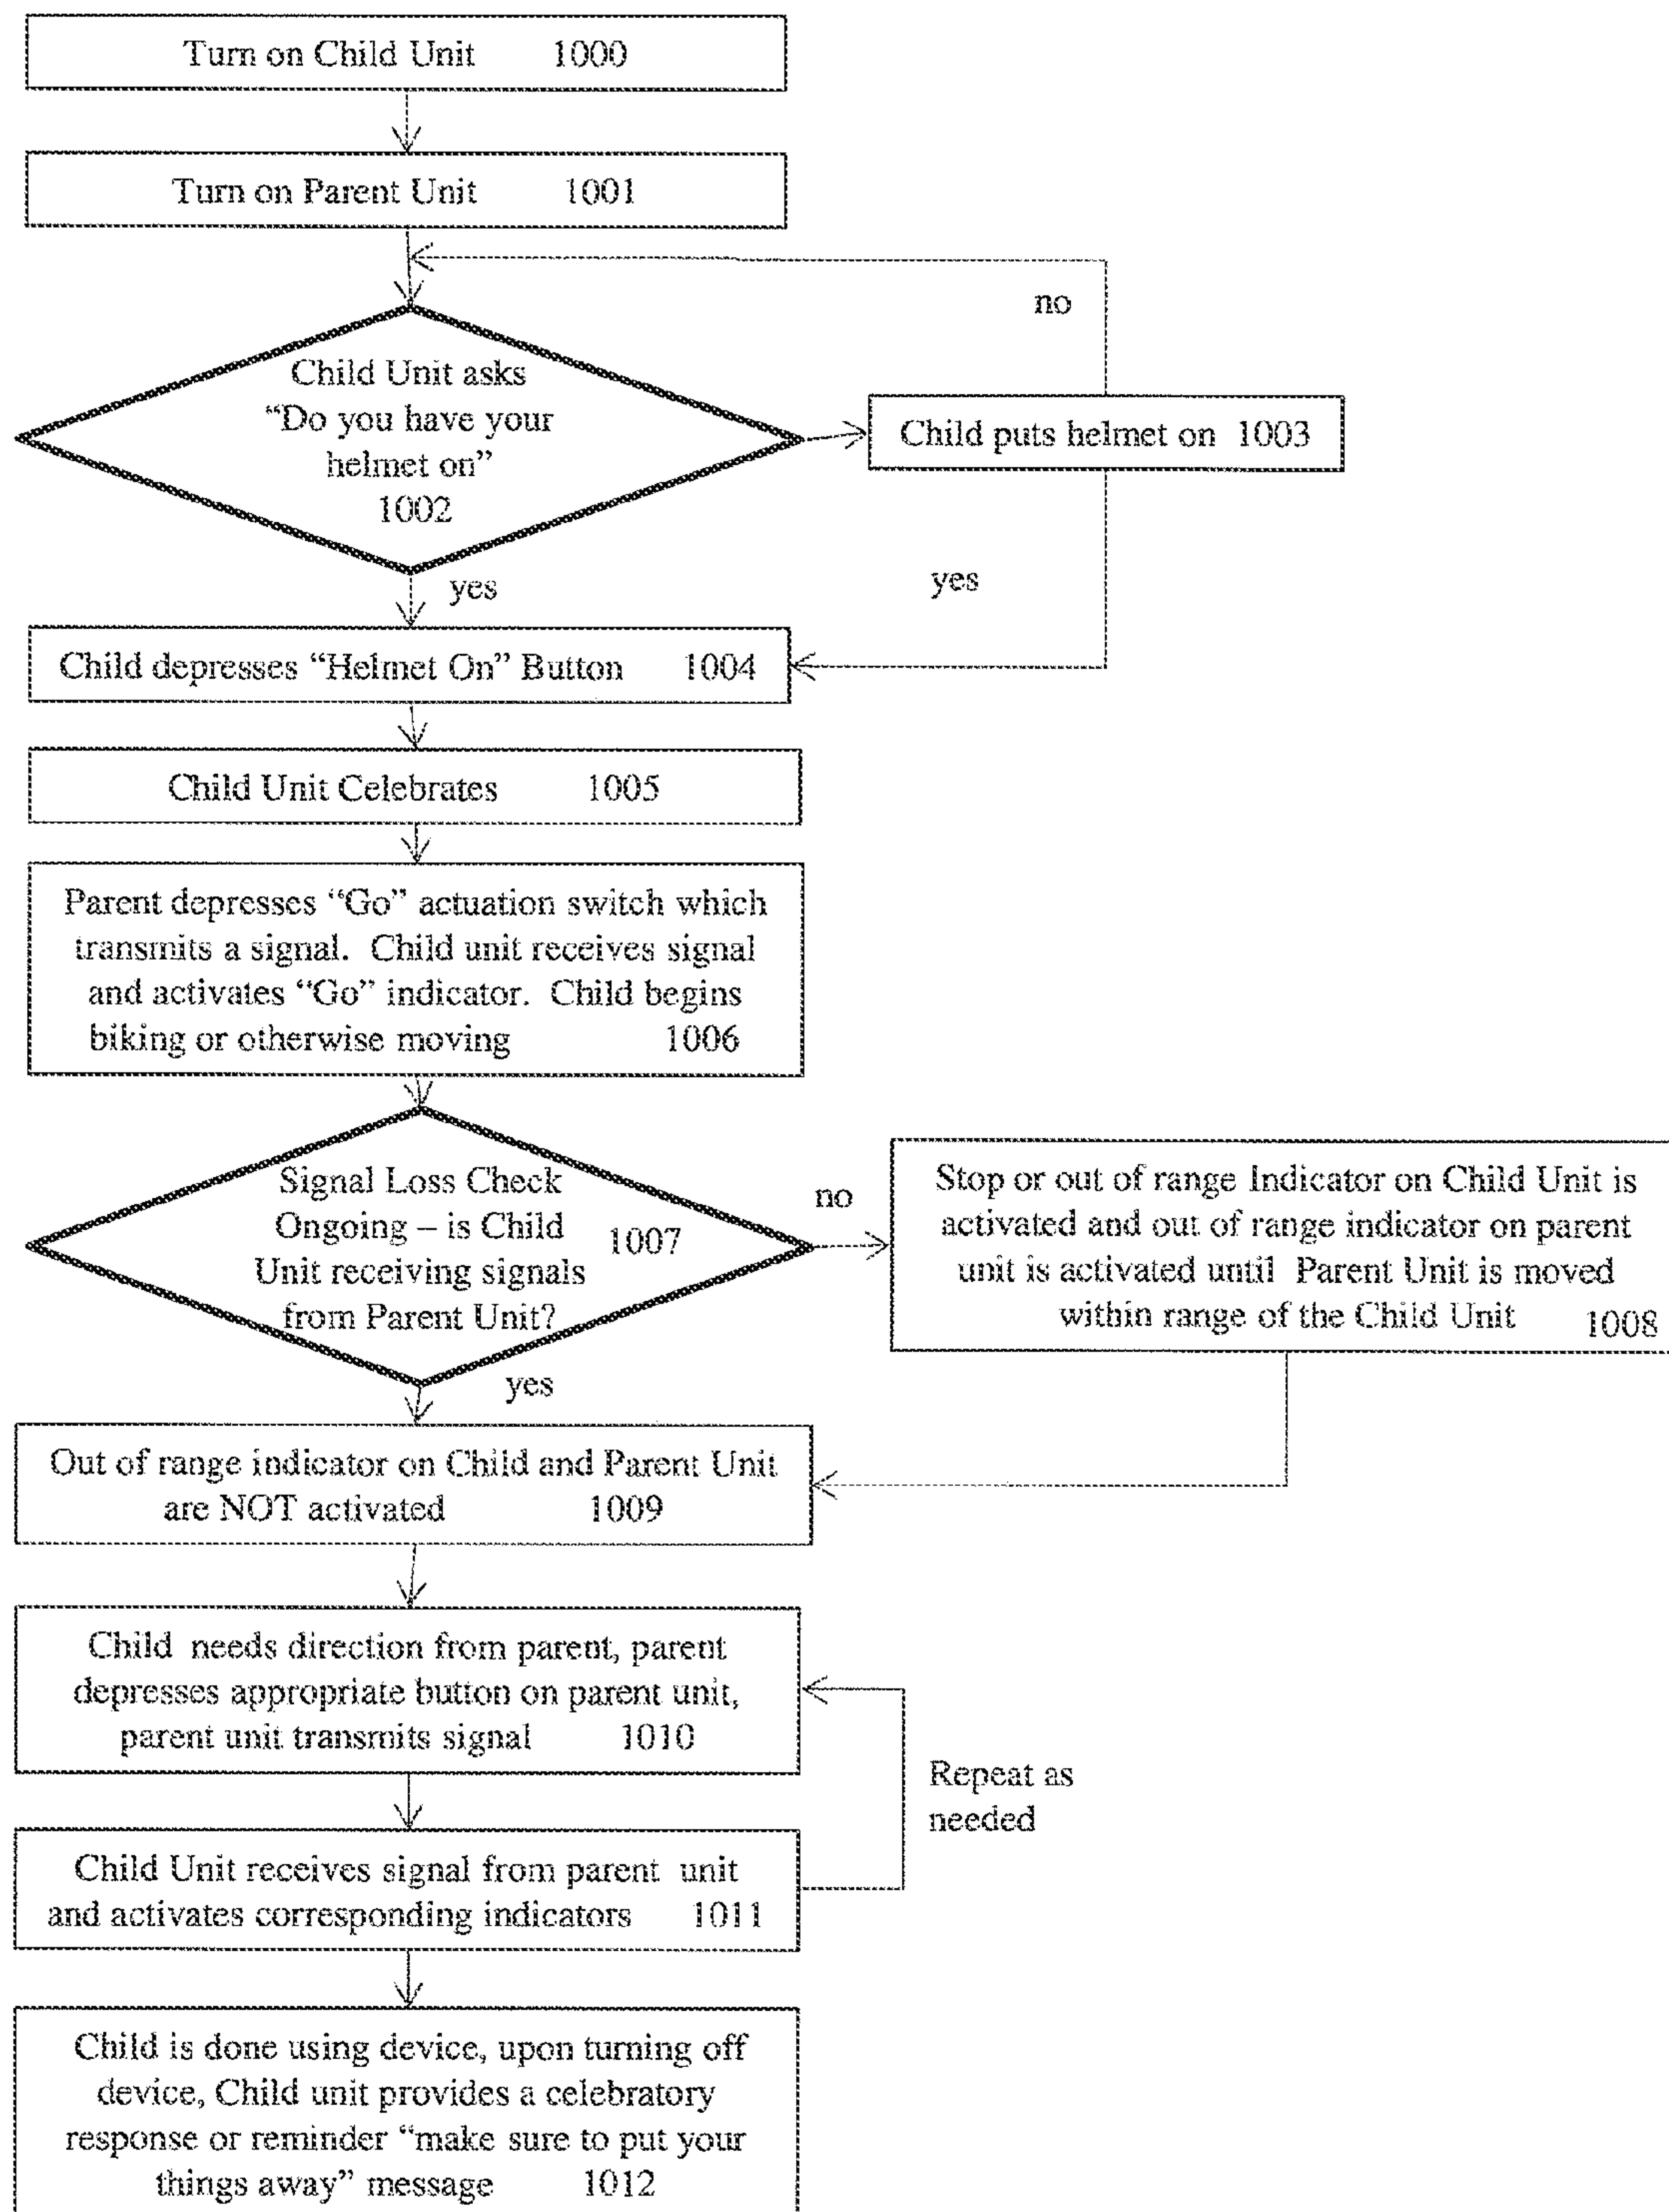 Turn on Child Unit 1000
Turn on Parent Unit 1001
no
Child Unit asks
“Do you have your
helmet on”
1002
Child puts helmet on 1003
yes
yes
Child depresses “Helmet On” Button 1004
Child Unit Celebrates 1005
Parent depresses “Go” actuation switch which
transmits a signal. Child unit receives signal
and activates “Go” indicator. Child begins
biking or otherwise moving 1006
Signal Loss Check
Ongoing – is Child 1007
Unit receiving signals
from Parent Unit?
no
Stop or out of range Indicator on Child Unit is
activated and out of range indicator on parent
unit is activated until Parent Unit is moved
within range of the Child Unit 1008
yes
Out of range indicator on Child and Parent Unit
are NOT activated 1009
Child needs direction from parent, parent
depresses appropriate button on parent unit,
parent unit transmits signal 1010
Repeat as
needed
Child Unit receives signal from parent unit
and activates corresponding indicators 1011
Child is done using device, upon turning off
device, Child unit provides a celebratory
response or reminder “make sure to put your
things away” message 1012